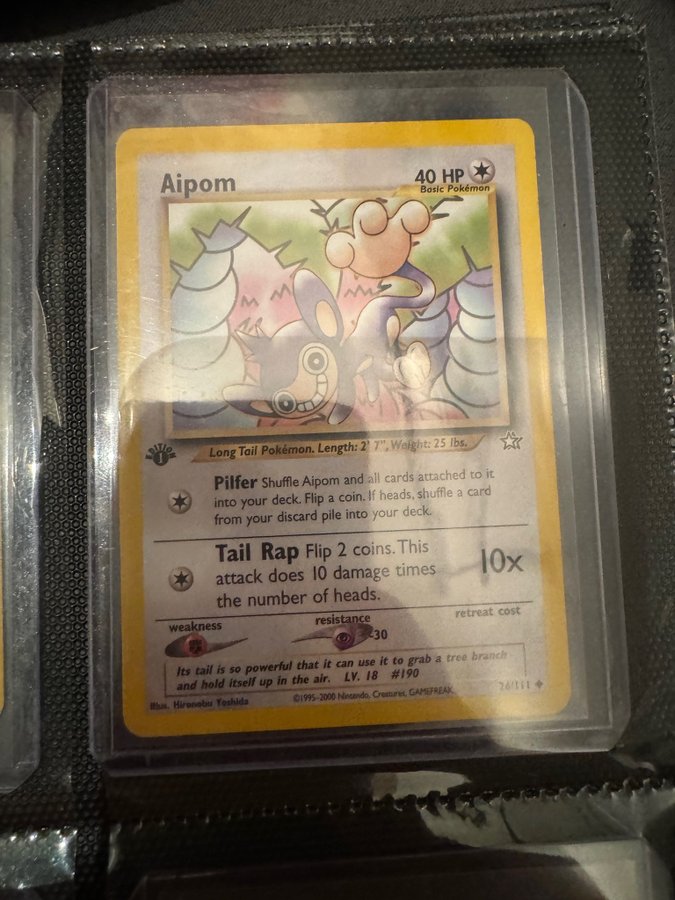 Aipom
40 HP
Basic Pokémon
EDITION
1
Long Tail Pokémon. Length: 2' 7", Weight: 25 lbs.
Pilfer Shuffle Aipom and all cards attached to it
into your deck. Flip a coin. If heads, shuffle a card
from your discard pile into your deck.
Tail Rap Flip 2 coins. This
attack does 10 damage times
the number of heads.
10x
weakness
resistance
-30
retreat cost
Its tail is so powerful that it can use it to grab a tree branch
and hold itself up in the air. LV. 18 #190
Illus. Hironobu Yoshida
©1995-2000 Nintendo, Creatures, GAMEFREAK.
26/111